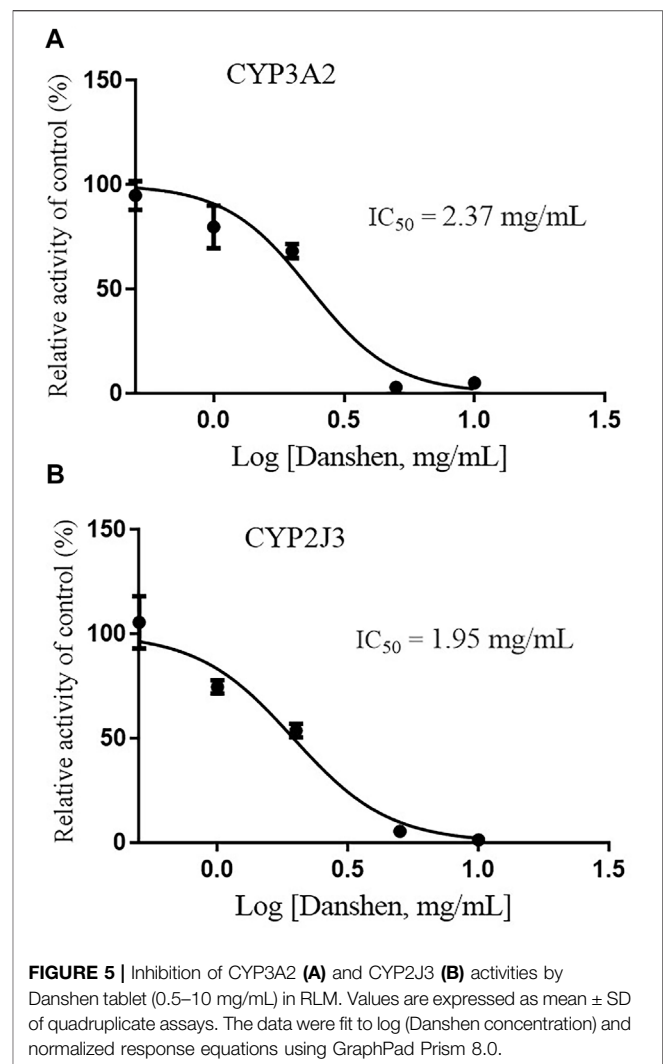 A
CYP3A2
Relative activity of control (%)
150
100
50
0
IC50 = 2.37 mg/mL
0.0 0.5 1.0 1.5
Log [Danshen, mg/mL]
B
CYP2J3
Relative activity of control (%)
150
100
50
0
IC50 = 1.95 mg/mL
0.0 0.5 1.0 1.5
Log [Danshen, mg/mL]
FIGURE 5 | Inhibition of CYP3A2 (A) and CYP2J3 (B) activities by
Danshen tablet (0.5–10 mg/mL) in RLM. Values are expressed as mean ± SD
of quadruplicate assays. The data were fit to log (Danshen concentration) and
normalized response equations using GraphPad Prism 8.0.